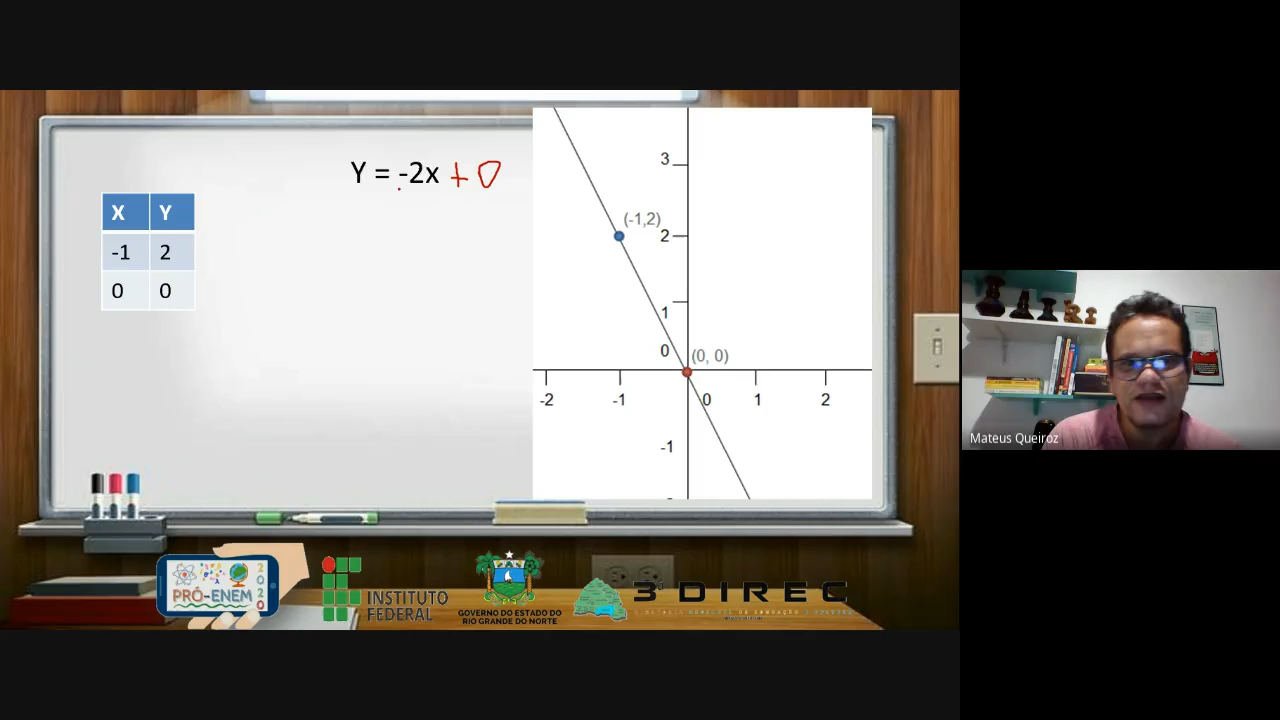 Y = -2x + 0
X Y
-1 2
0 0
3
(-1,2)
2
1
0
(0, 0)
-2 -1 0 1 2
-1
PRÓ-ENEM
2020
INSTITUTO
FEDERAL
GOVERNO DO ESTADO DO
RIO GRANDE DO NORTE
3ª DIREC
Mateus Queiroz